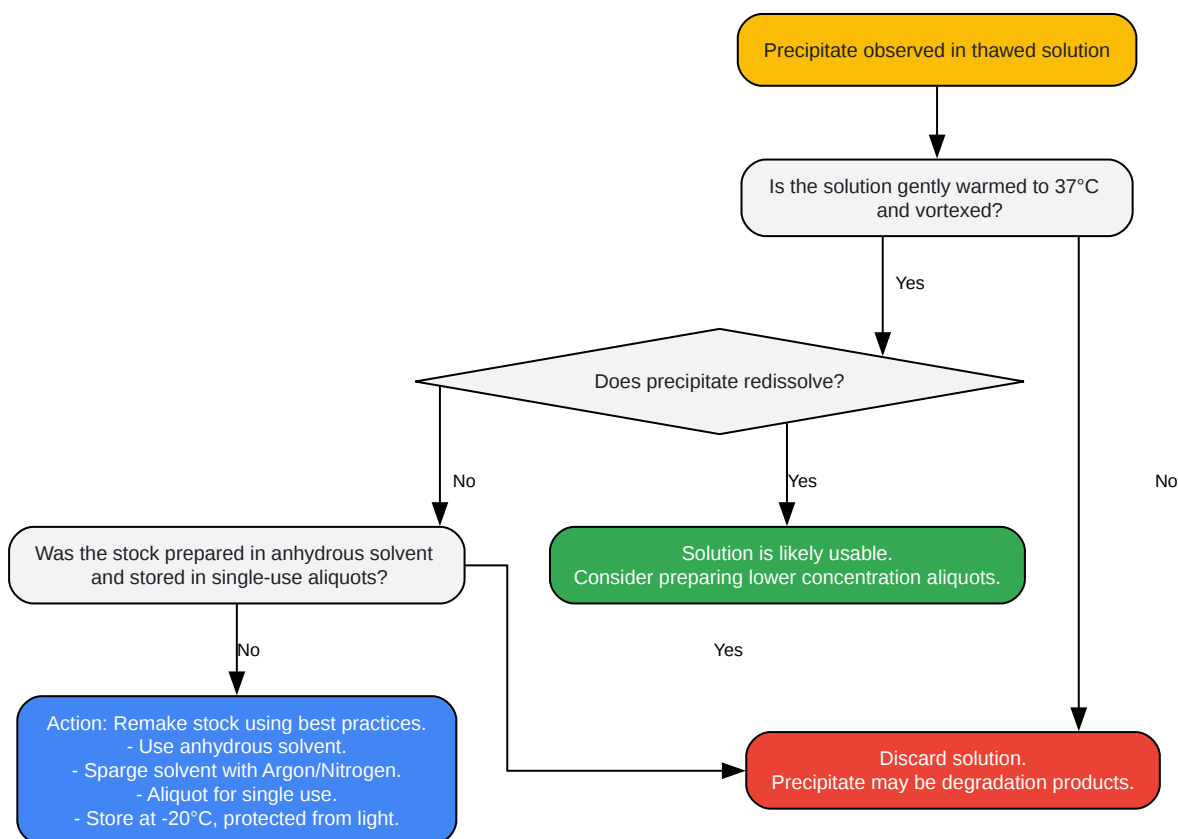 Precipitate observed in thawed solution
Is the solution gently warmed to 37°C
and vortexed?
Yes
Does precipitate redissolve?
No
Yes
No
Was the stock prepared in anhydrous solvent
and stored in single-use aliquots?
Solution is likely usable.
Consider preparing lower concentration aliquots.
No
Yes
Action: Remake stock using best practices.
- Use anhydrous solvent.
- Sparge solvent with Argon/Nitrogen.
- Aliquot for single use.
- Store at -20°C, protected from light.
Discard solution.
Precipitate may be degradation products.